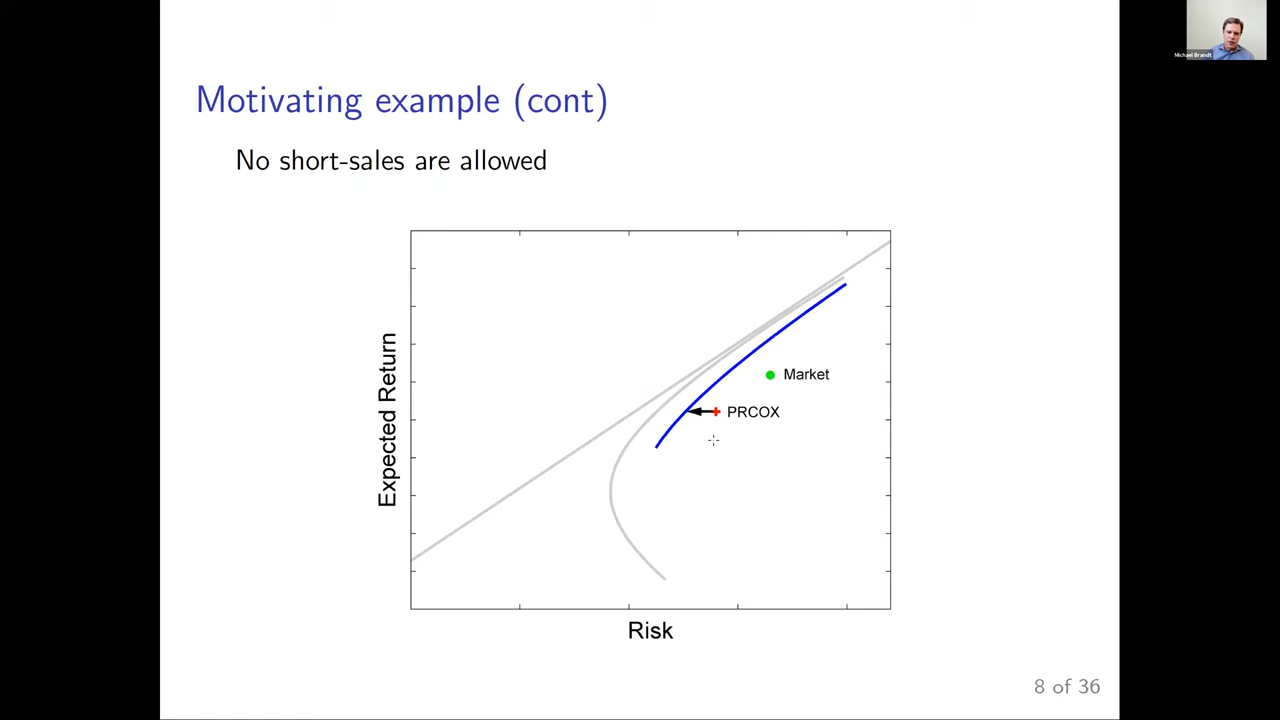 Michael Brandt
Motivating example (cont)
No short-sales are allowed
Expected Return
Market
PRCOX
Risk
8 of 36